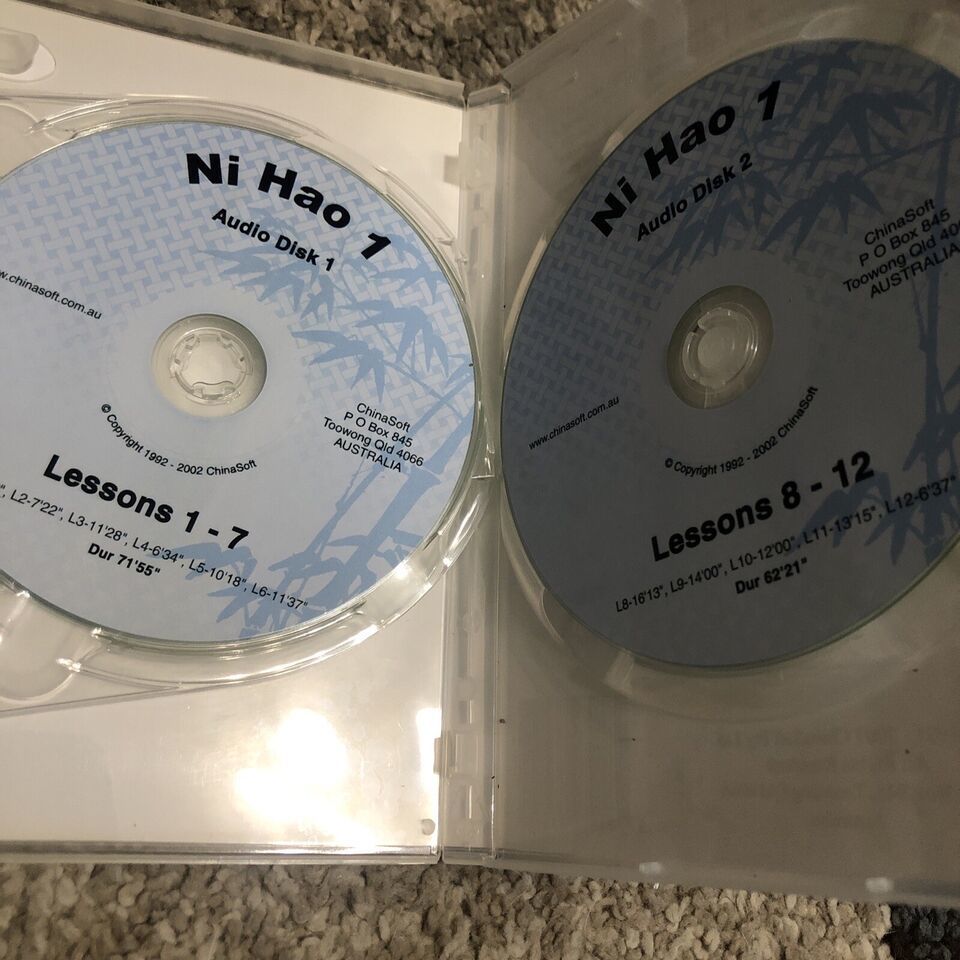 Ni Hao 1
Audio Disk 1
w.chinasoft.com.au
ChinaSoft
P O Box 845
Toowong Qld 4066
AUSTRALIA
© Copyright 1992 - 2002 ChinaSoft
Lessons 1 - 7
L2-7'22", L3-11'28", L4-6'34", L5-10'18", L6-11'37"
Dur 71'55"
Ni Hao 1
Audio Disk 2
ChinaSoft
P O Box 845
Toowong Qld 406
AUSTRALIA
www.chinasoft.com.au
© Copyright 1992 - 2002 ChinaSoft
Lessons 8 - 12
L8-16'13", L9-14'00", L10-12'00", L11-13'15", L12-6'37"
Dur 62'21"